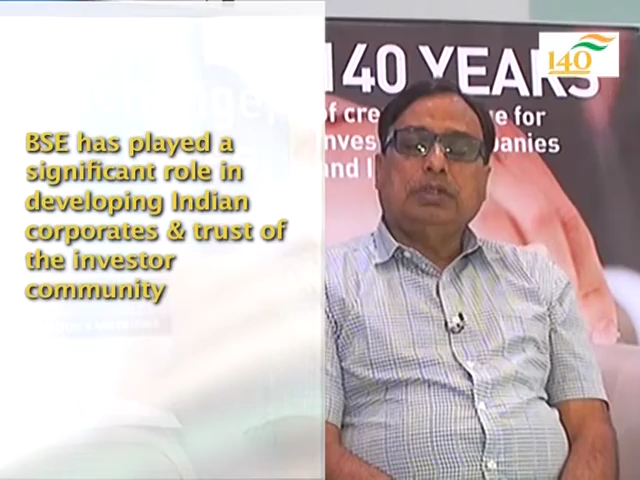 BSE has played a
significant role in
developing Indian
corporates & trust of
the investor
community
140 YEARS
140
of cre
e for
inves
panies
and I